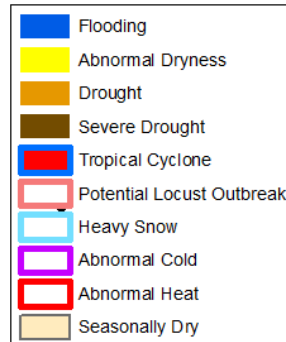 Flooding
Abnormal Dryness
Drought
Severe Drought
Tropical Cyclone
Potential Locust Outbreak
Heavy Snow
Abnormal Cold
Abnormal Heat
Seasonally Dry